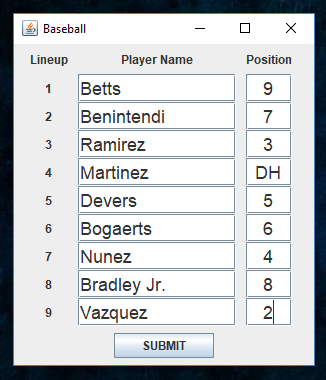 Baseball
Lineup Player Name Position
1 Betts 9
2 Benintendi 7
3 Ramirez 3
4 Martinez DH
5 Devers 5
6 Bogaerts 6
7 Nunez 4
8 Bradley Jr. 8
9 Vazquez 2
SUBMIT